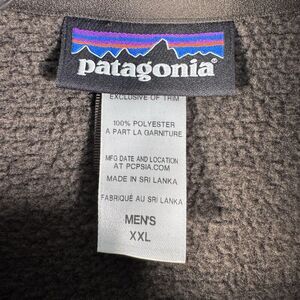 patagonia®
EXCLUSIVE OF TRIM
100% POLYESTER
A PART LA GARNITURE
MFG DATE AND LOCATION
AT PCPSIA.COM
MADE IN SRI LANKA
FABRIQUÉ AU SRI LANKA
MEN'S
XXL